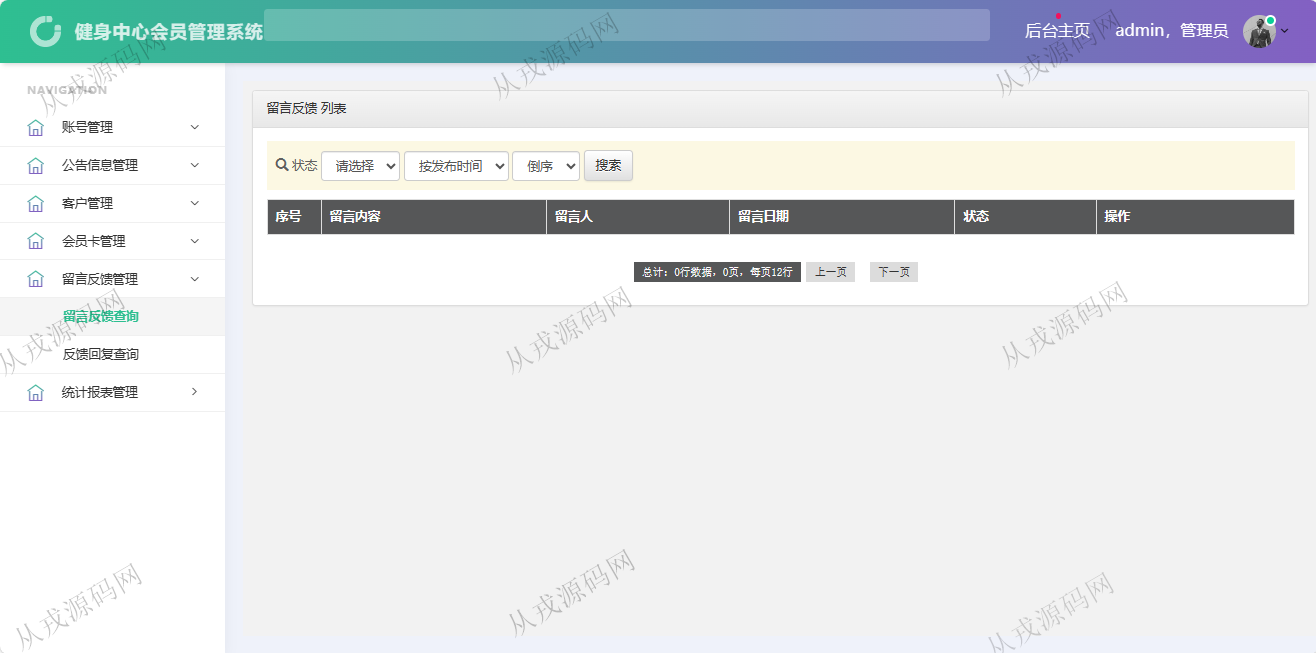 健身中心会员管理系统
后台主页
admin，管理员
NAVIGATION
账号管理
公告信息管理
客户管理
会员卡管理
留言反馈管理
留言反馈查询
反馈回复查询
统计报表管理
留言反馈 列表
状态 请选择 按发布时间 倒序 搜索
序号 留言内容 留言人 留言日期 状态 操作
总计：0行数据，0页，每页12行 上一页 下一页
从戎源码网
从戎源码网
从戎源码网
从戎源码网
从戎源码网
从戎源码网
从戎源码网
从戎源码网
从戎源码网